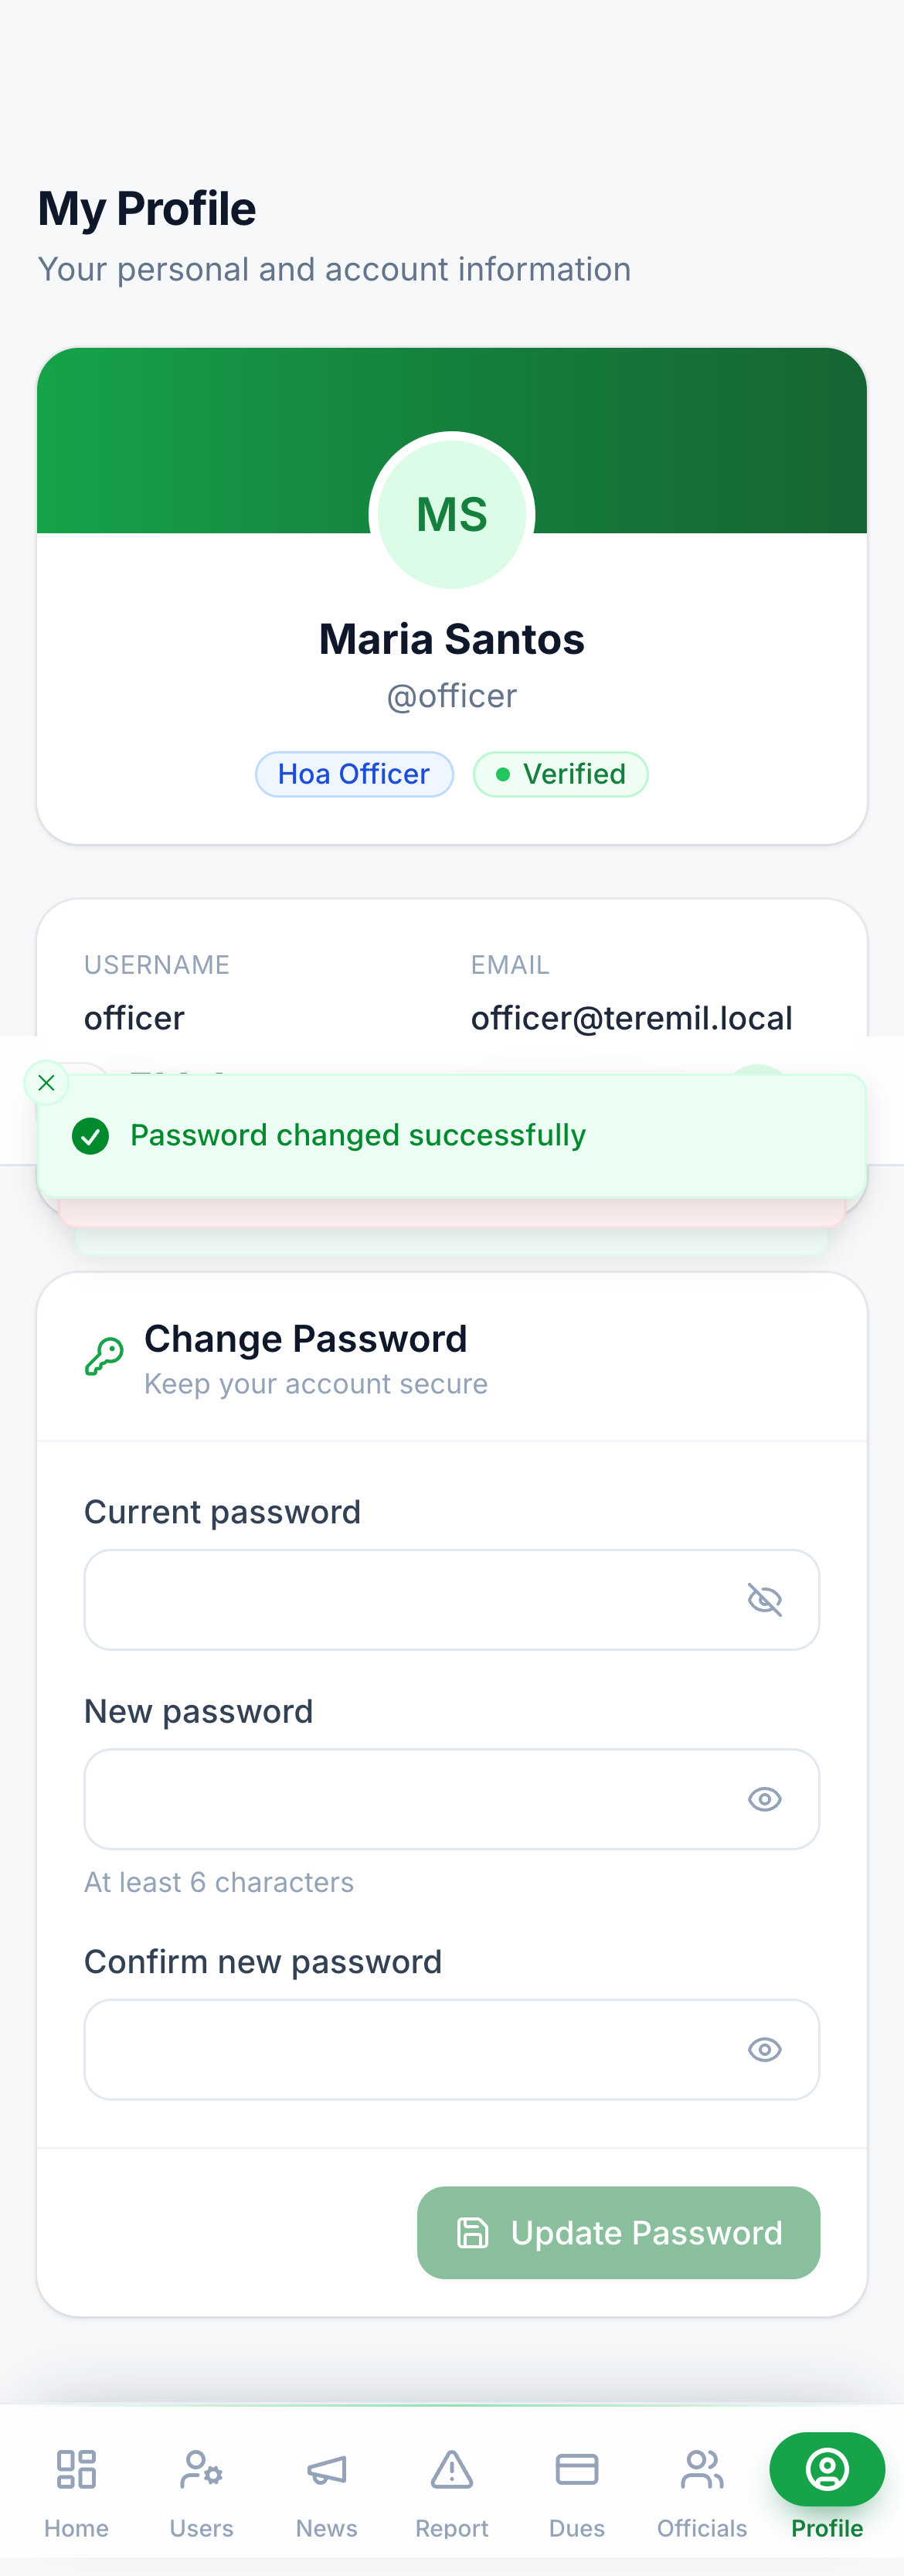 My Profile
Your personal and account information
MS
Maria Santos
@officer
Hoa Officer
Verified
USERNAME
EMAIL
officer
officer@teremil.local
Password changed successfully
Change Password
Keep your account secure
Current password
New password
At least 6 characters
Confirm new password
Update Password
Home
Users
News
Report
Dues
Officials
Profile